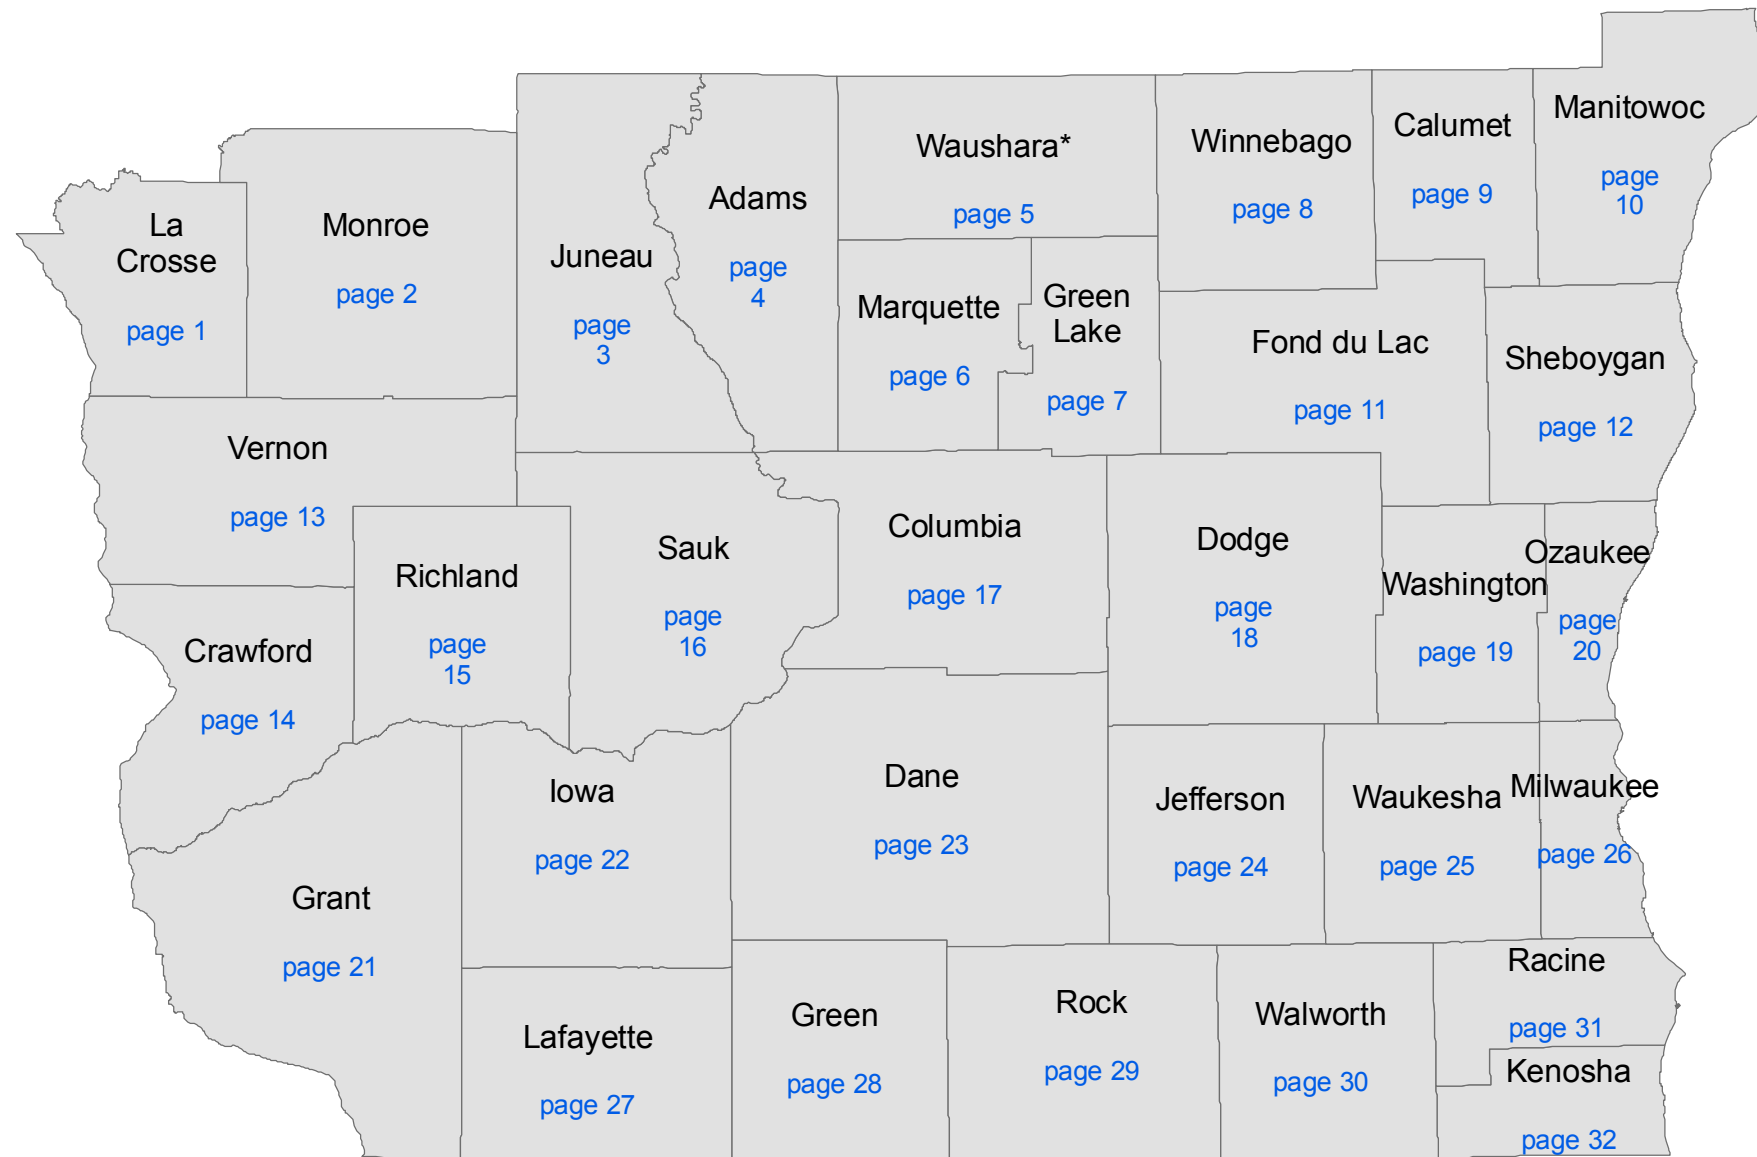 La
Crosse
page 1
Monroe
page 2
Juneau
page
3
Adams
page
4
Waushara*
page 5
Marquette
page 6
Green
Lake
page 7
Winnebago
page 8
Calumet
page 9
Manitowoc
page
10
Fond du Lac
page 11
Sheboygan
page 12
Vernon
page 13
Crawford
page 14
Richland
page
15
Sauk
page
16
Columbia
page 17
Dodge
page
18
Washington
page 19
Ozaukee
page
20
Grant
page 21
Iowa
page 22
Dane
page 23
Jefferson
page 24
Waukesha
page 25
Milwaukee
page 26
Lafayette
page 27
Green
page 28
Rock
page 29
Walworth
page 30
Racine
page 31
Kenosha
page 32